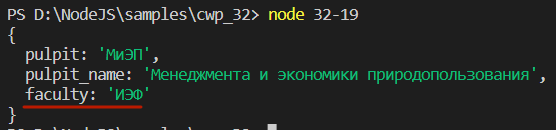 PS D:\NodeJS\samples\cwp_32> node 32-19
{
  pulpit: 'МиЭП',
  pulpit_name: 'Менеджмента и экономики природопользования',
  faculty: 'ИЭФ'
}